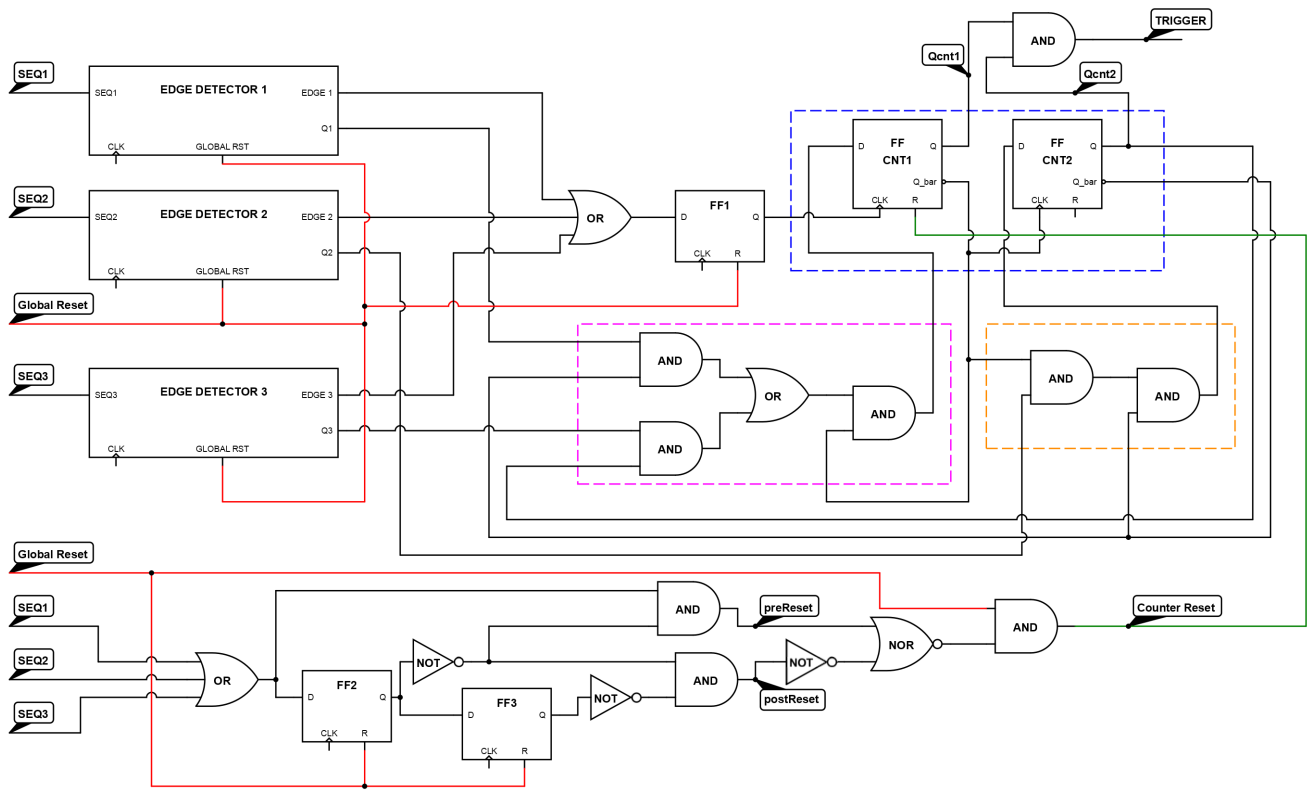 TRIGGER
AND
Qcnt1
Qcnt2
SEQ1
SEQ1
EDGE DETECTOR 1
EDGE 1
Q1
CLK
GLOBAL RST
SEQ2
SEQ2
EDGE DETECTOR 2
EDGE 2
Q2
CLK
GLOBAL RST
Global Reset
SEQ3
SEQ3
EDGE DETECTOR 3
EDGE 3
Q3
CLK
GLOBAL RST
OR
FF1
D
Q
CLK
R
FF
CNT1
D
Q
Q_bar
CLK
R
FF
CNT2
D
Q
Q_bar
CLK
R
AND
AND
OR
AND
AND
AND
Global Reset
SEQ1
SEQ2
SEQ3
OR
FF2
D
Q
CLK
R
NOT
FF3
D
Q
CLK
R
NOT
AND
preReset
AND
postReset
NOT
NOR
AND
Counter Reset